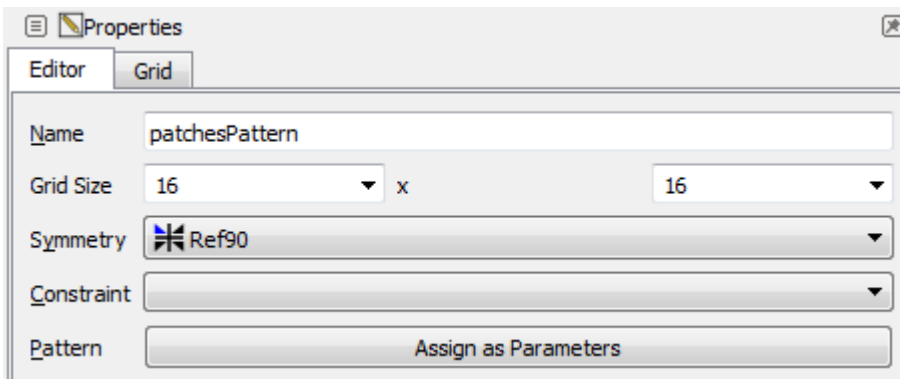 Properties
Editor Grid
Name patchesPattern
Grid Size 16 x 16
Symmetry Ref90
Constraint
Pattern Assign as Parameters